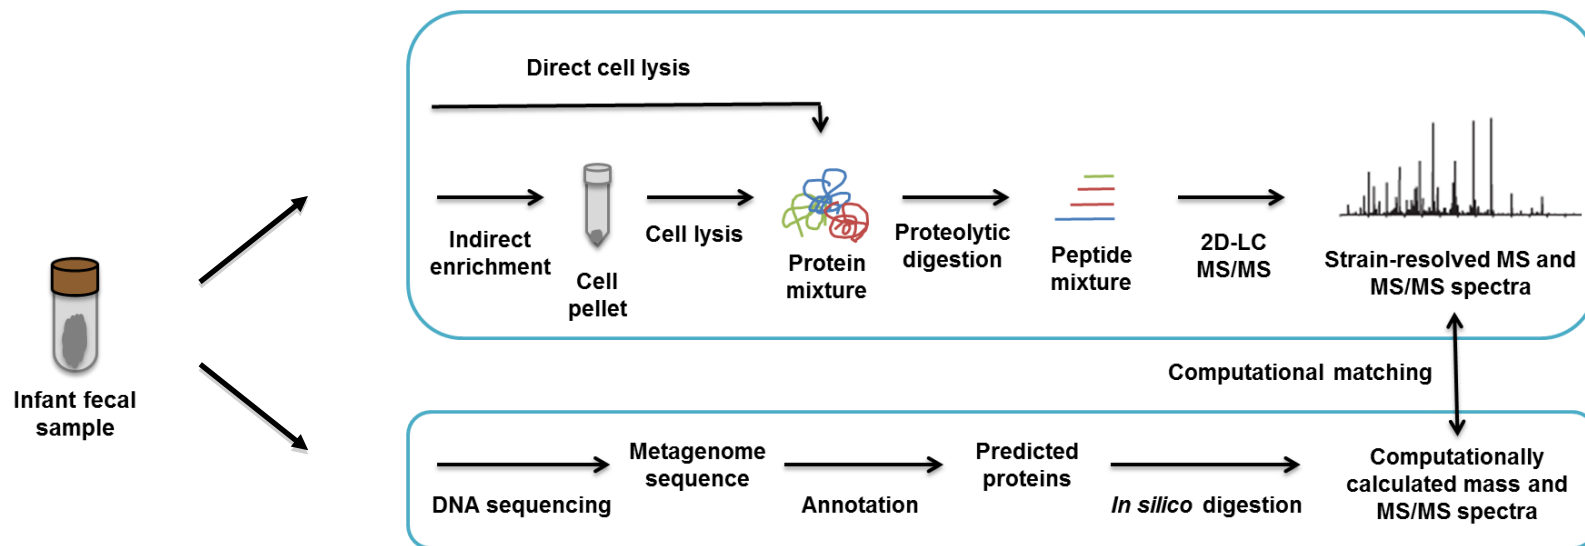 Direct cell lysis
Indirect
enrichment
Cell
pellet
Cell lysis
Protein
mixture
Proteolytic
digestion
Peptide
mixture
2D-LC
MS/MS
Strain-resolved MS and
MS/MS spectra
Infant fecal
sample
Computational matching
DNA sequencing
Metagenome
sequence
Annotation
Predicted
proteins
In silico digestion
Computationally
calculated mass and
MS/MS spectra